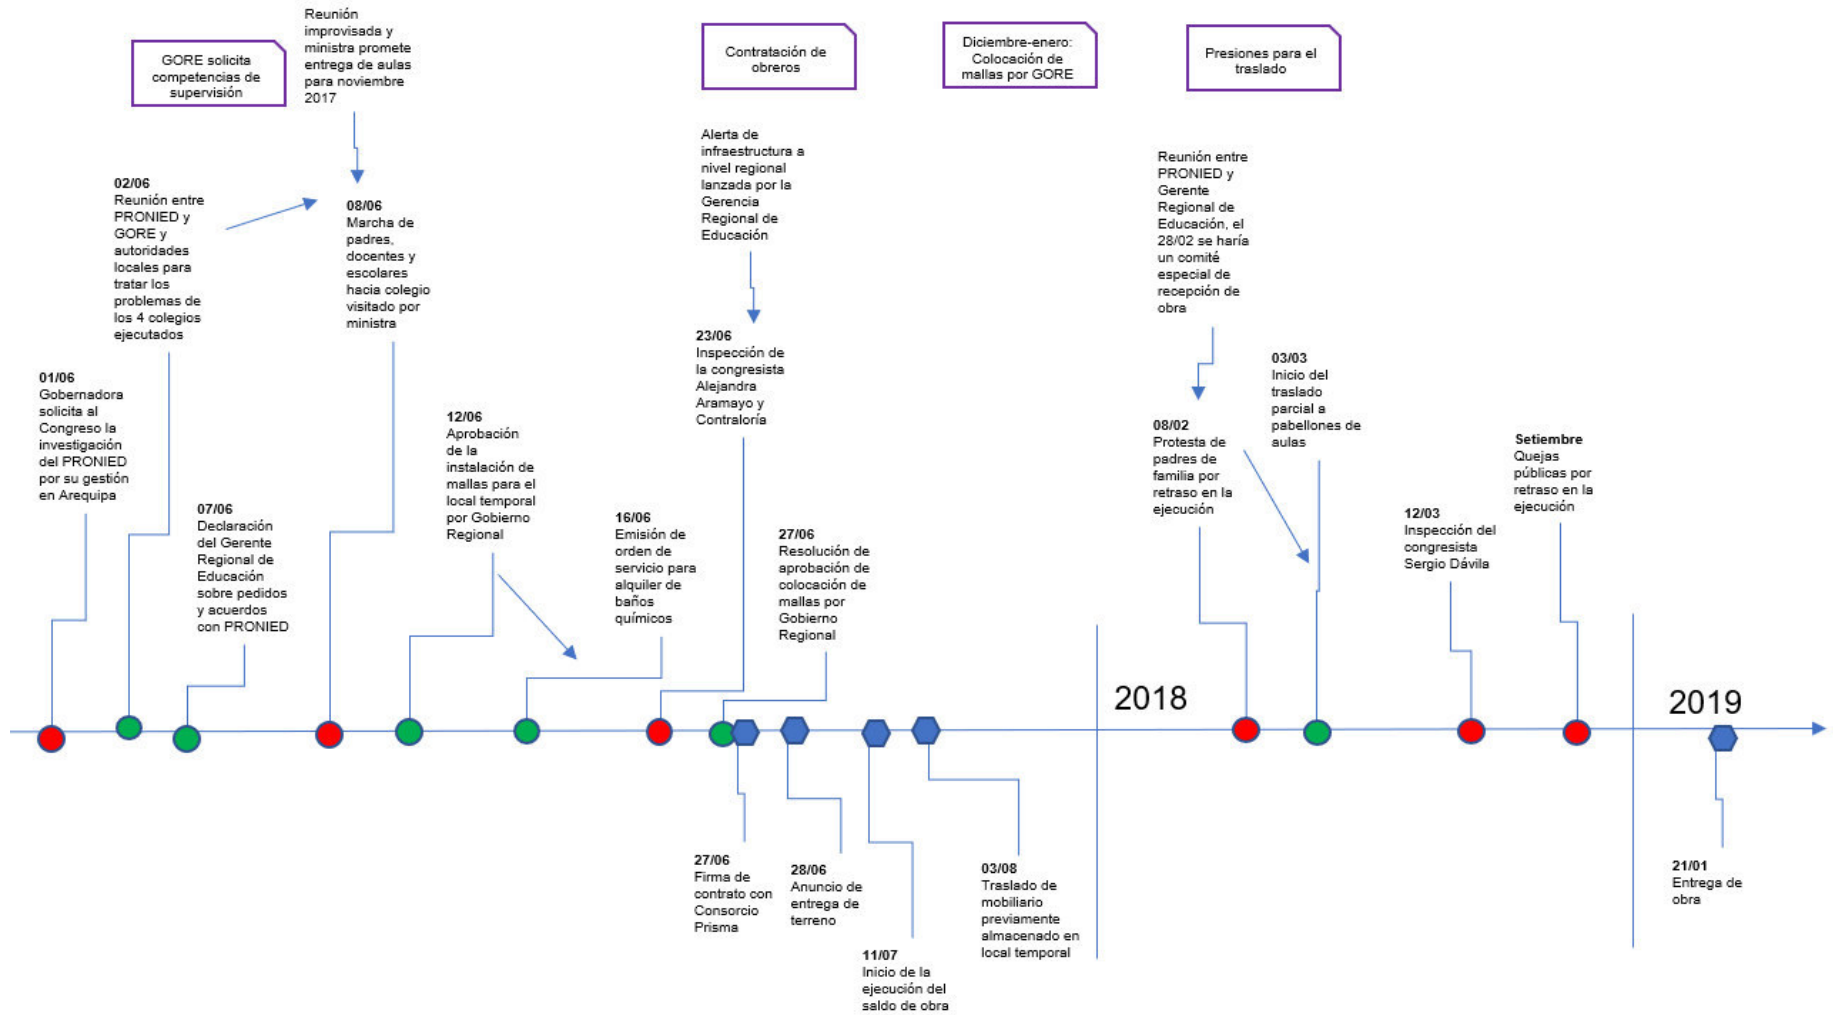 GORE solicita
competencias de
supervisión
Reunión
improvisada y
ministra promete
entrega de aulas
para noviembre
2017
Contratación de
obreros
Diciembre-enero:
Colocación de
mallas por GORE
Presiones para el
traslado
02/06
Reunión entre
PRONIED y
GORE y
autoridades
locales para
tratar los
problemas de
los 4 colegios
ejecutados
08/06
Marcha de
padres,
docentes y
escolares
hacia colegio
visitado por
ministra
Alerta de
infraestructura a
nivel regional
lanzada por la
Gerencia
Regional de
Educación
Reunión entre
PRONIED y
Gerente
Regional de
Educación, el
28/02 se haría
un comité
especial de
recepción de
obra
01/06
Gobernadora
solicita al
Congreso la
investigación
del PRONIED
por su gestión
en Arequipa
07/06
Declaración
del Gerente
Regional de
Educación
sobre pedidos
y acuerdos
con PRONIED
12/06
Aprobación
de la
instalación de
mallas para el
local temporal
por Gobierno
Regional
16/06
Emisión de
orden de
servicio para
alquiler de
baños
químicos
23/06
Inspección de
la congresista
Alejandra
Aramayo y
Contraloría
27/06
Resolución de
aprobación de
colocación de
mallas por
Gobierno
Regional
08/02
Protesta de
padres de
familia por
retraso en la
ejecución
03/03
Inicio del
traslado
parcial a
pabellones de
aulas
12/03
Inspección del
congresista
Sergio Dávila
Setiembre
Quejas
públicas por
retraso en la
ejecución
2018
2019
27/06
Firma de
contrato con
Consorcio
Prisma
28/06
Anuncio de
entrega de
terreno
11/07
Inicio de la
ejecución del
saldo de obra
03/08
Traslado de
mobiliario
previamente
almacenado en
local temporal
21/01
Entrega de
obra